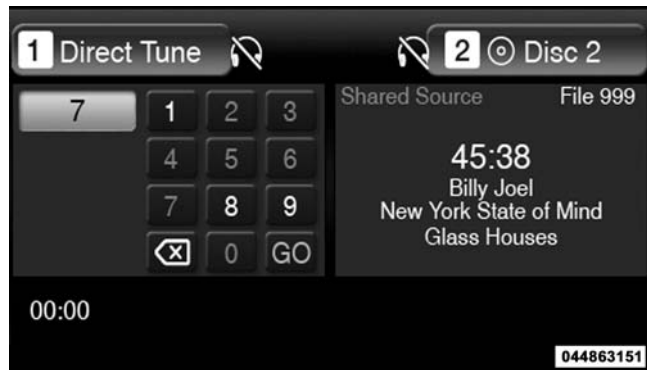 1 Direct Tune
2 Disc 2
7
1 2 3
4 5 6
7 8 9
0 GO
Shared Source File 999
45:38
Billy Joel
New York State of Mind
Glass Houses
00:00
044863151